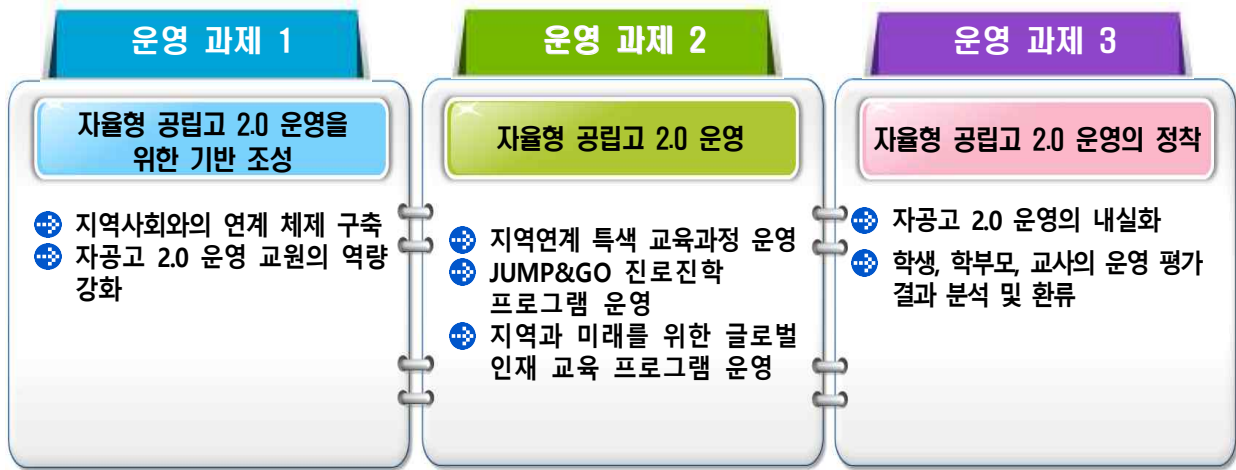 운영 과제 1
자율형 공립고 2.0 운영을
위한 기반 조성
지역사회와의 연계 체제 구축
자공고 2.0 운영 교원의 역량
강화
운영 과제 2
자율형 공립고 2.0 운영
지역연계 특색 교육과정 운영
JUMP&GO 진로진학
프로그램 운영
지역과 미래를 위한 글로벌
인재 교육 프로그램 운영
운영 과제 3
자율형 공립고 2.0 운영의 정착
자공고 2.0 운영의 내실화
학생, 학부모, 교사의 운영 평가
결과 분석 및 환류